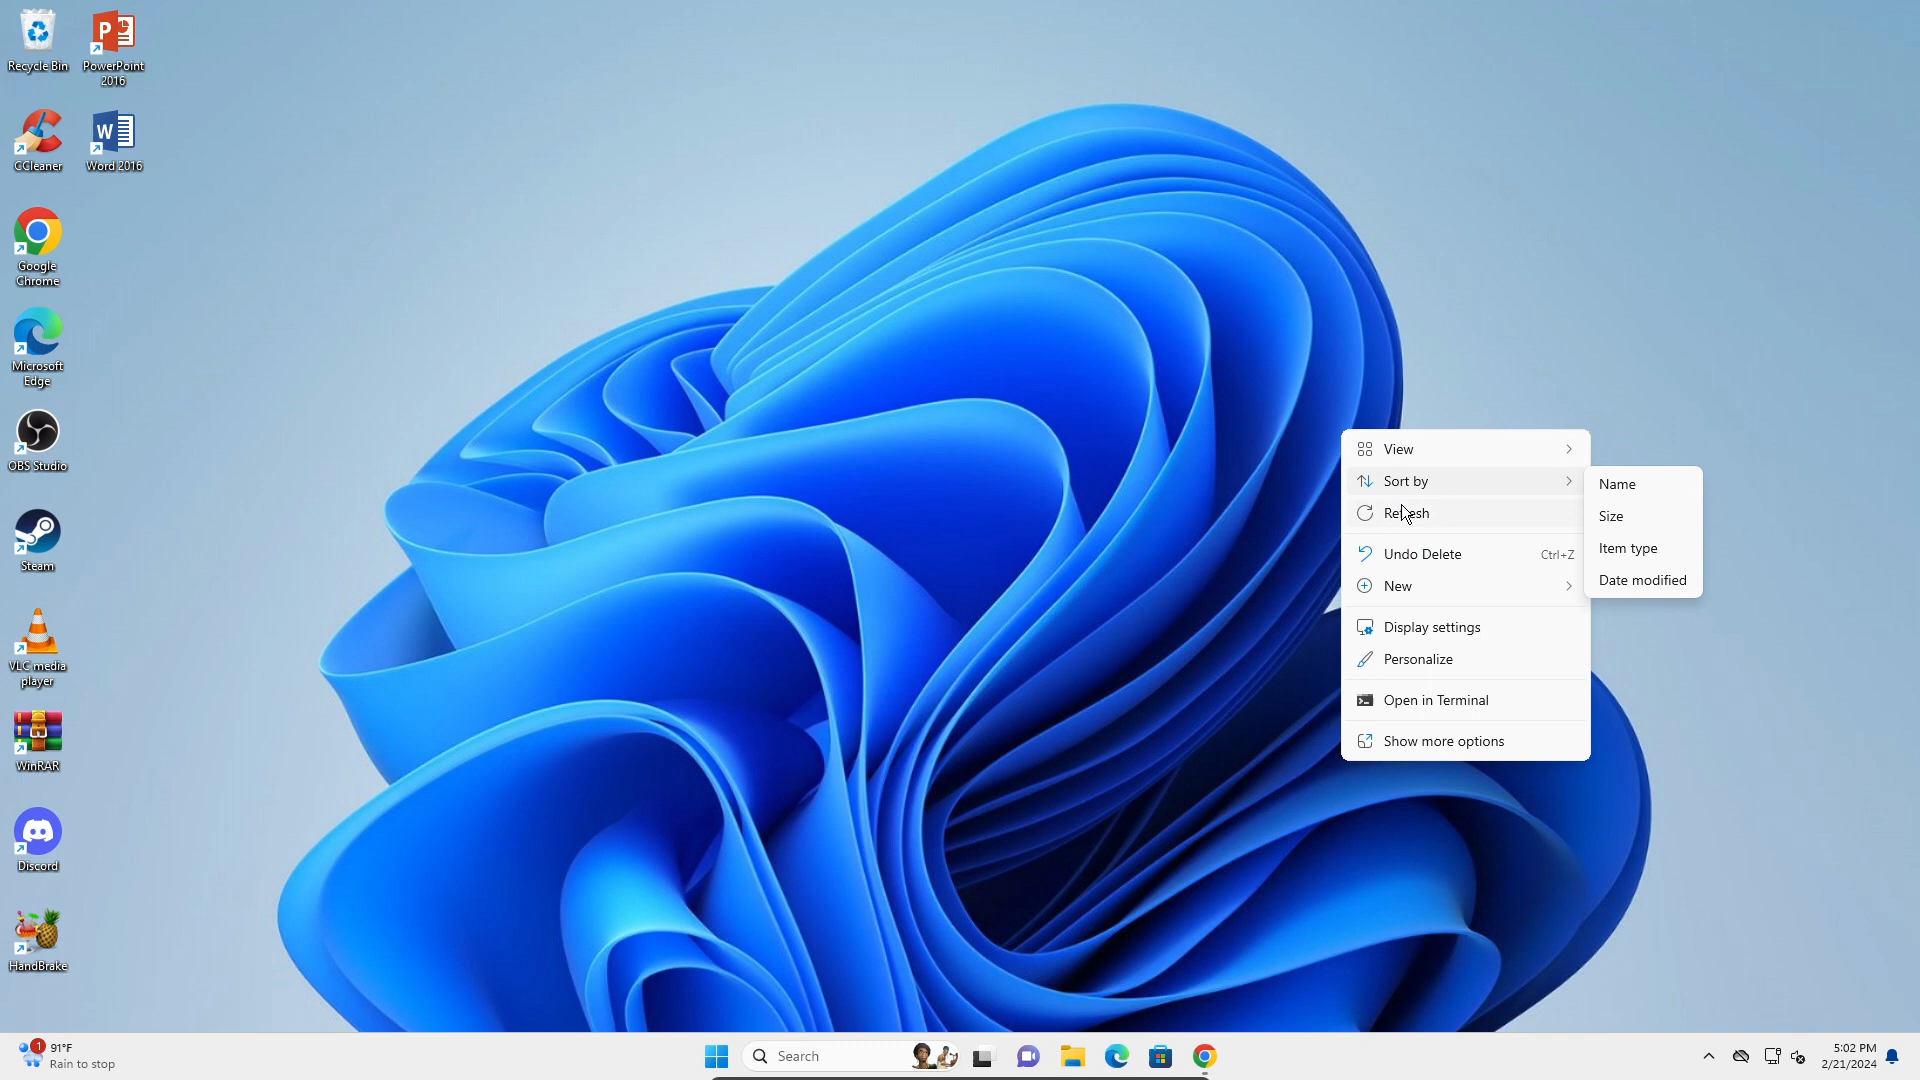 Recycle Bin
PowerPoint
2016
CCleaner
Word 2016
Google
Chrome
Microsoft
Edge
OBS Studio
Steam
VLC media
player
WinRAR
Discord
HandBrake
View
Sort by
Refresh
Undo Delete Ctrl+Z
New
Display settings
Personalize
Open in Terminal
Show more options
Name
Size
Item type
Date modified
1
91°F
Rain to stop
Search
5:02 PM
2/21/2024